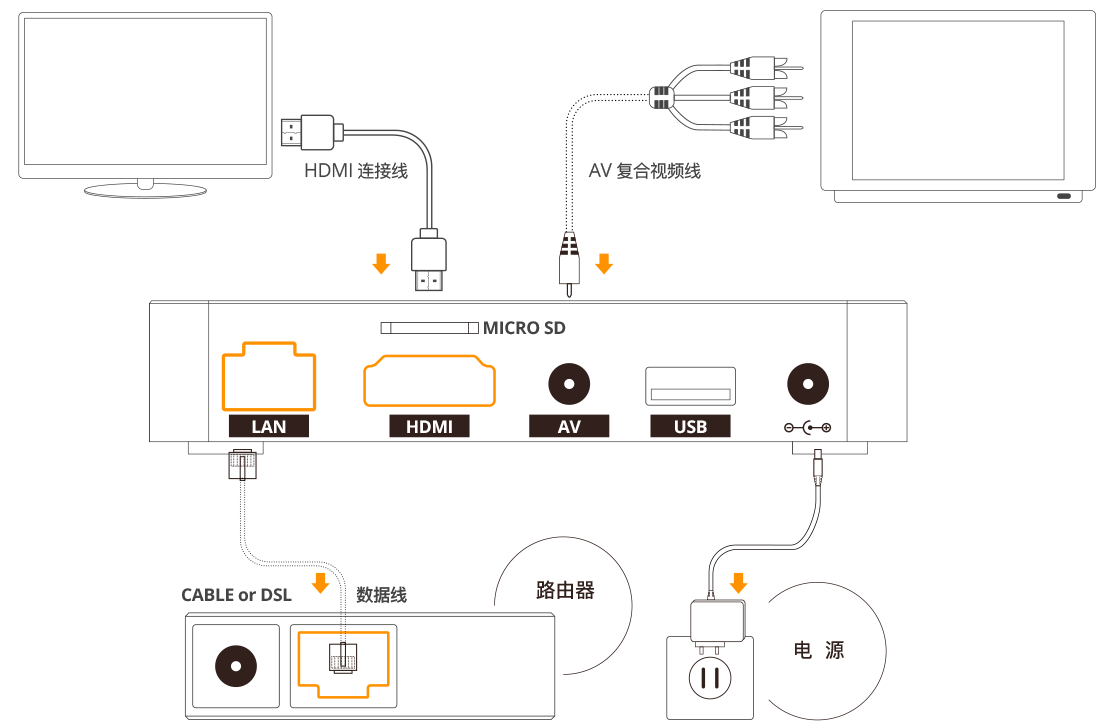 HDMI 连接线
AV 复合视频线
MICRO SD
LAN
HDMI
AV
USB
CABLE or DSL
数据线
路由器
电 源